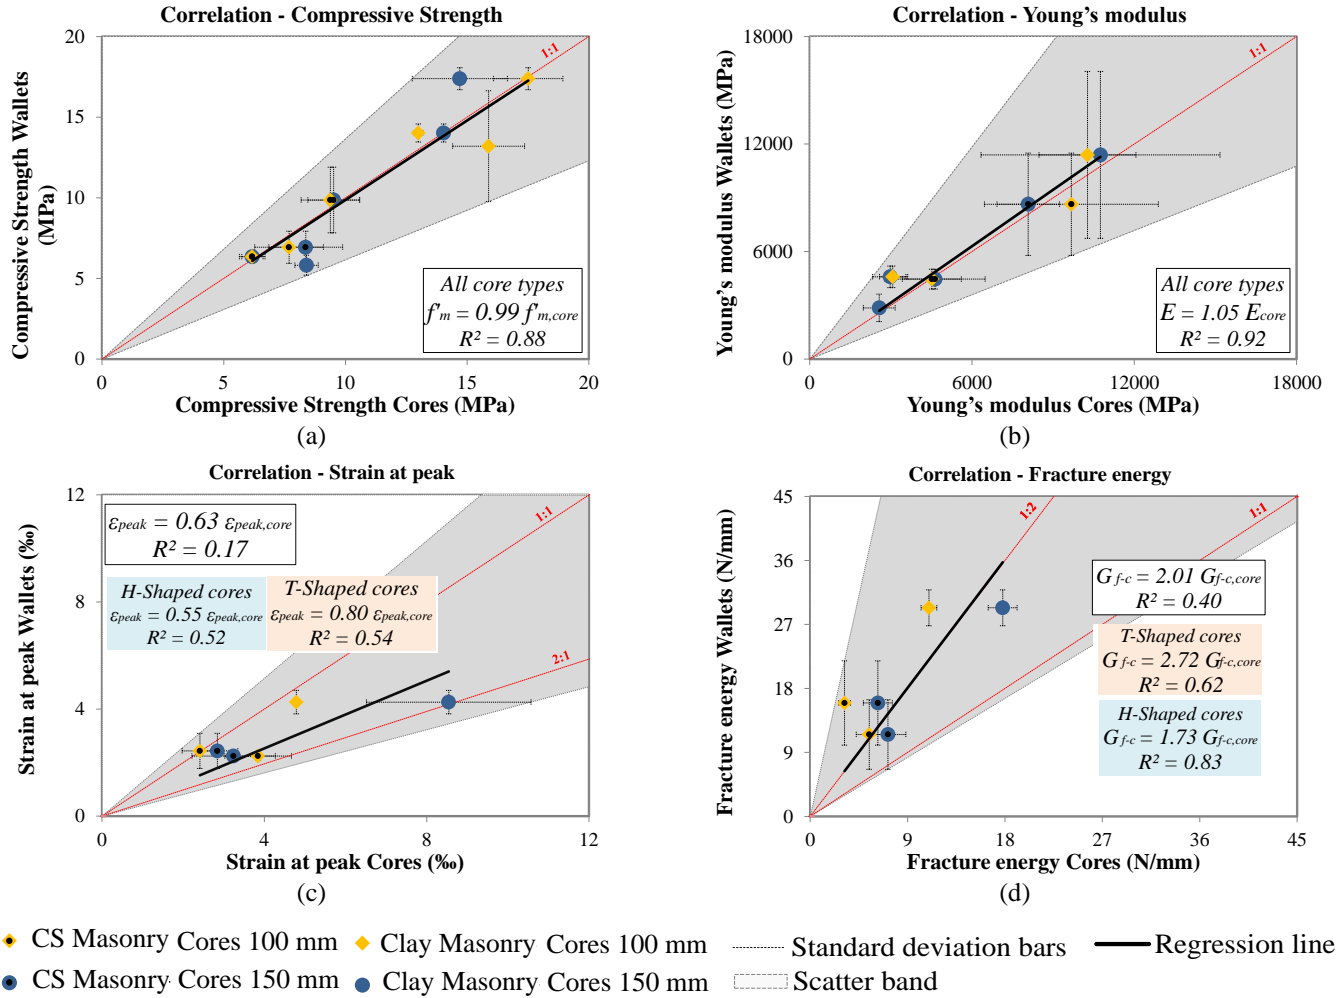 Correlation - Compressive Strength
Compressive Strength Wallets
(MPa)
20
15
10
5
0
1:1
All core types
f'm = 0.99 f'm,core
R² = 0.88
0 5 10 15 20
Compressive Strength Cores (MPa)
(a)
Correlation - Young's modulus
Young's modulus Wallets (MPa)
18000
12000
6000
0
1:1
All core types
E = 1.05 Ecore
R² = 0.92
0 6000 12000 18000
Young's modulus Cores (MPa)
(b)
Correlation - Strain at peak
Strain at peak Wallets (‰)
12
8
4
0
εpeak = 0.63 εpeak,core
R² = 0.17
H-Shaped cores
εpeak = 0.55 εpeak,core
R² = 0.52
T-Shaped cores
εpeak = 0.80 εpeak,core
R² = 0.54
1:1
2:1
0 4 8 12
Strain at peak Cores (‰)
(c)
Correlation - Fracture energy
Fracture energy Wallets (N/mm)
45
36
27
18
9
0
1:2
1:1
G f-c = 2.01 G f-c,core
R² = 0.40
T-Shaped cores
G f-c = 2.72 G f-c,core
R² = 0.62
H-Shaped cores
G f-c = 1.73 G f-c,core
R² = 0.83
0 9 18 27 36 45
Fracture energy Cores (N/mm)
(d)
CS Masonry Cores 100 mm Clay Masonry Cores 100 mm Standard deviation bars Regression line
CS Masonry Cores 150 mm Clay Masonry Cores 150 mm Scatter band